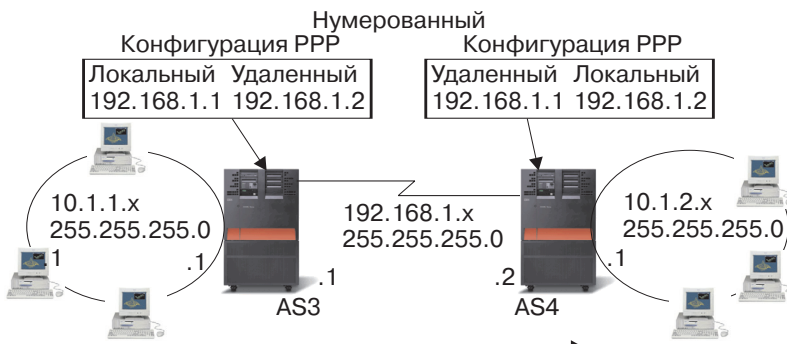 Нумерованный
Конфигурация PPP Конфигурация PPP
Локальный Удаленный Удаленный Локальный
192.168.1.1 192.168.1.2 192.168.1.1 192.168.1.2
10.1.1.x
255.255.255.0
.1
.1
192.168.1.x
255.255.255.0
.1
AS3
.2
AS4
10.1.2.x
255.255.255.0
.1